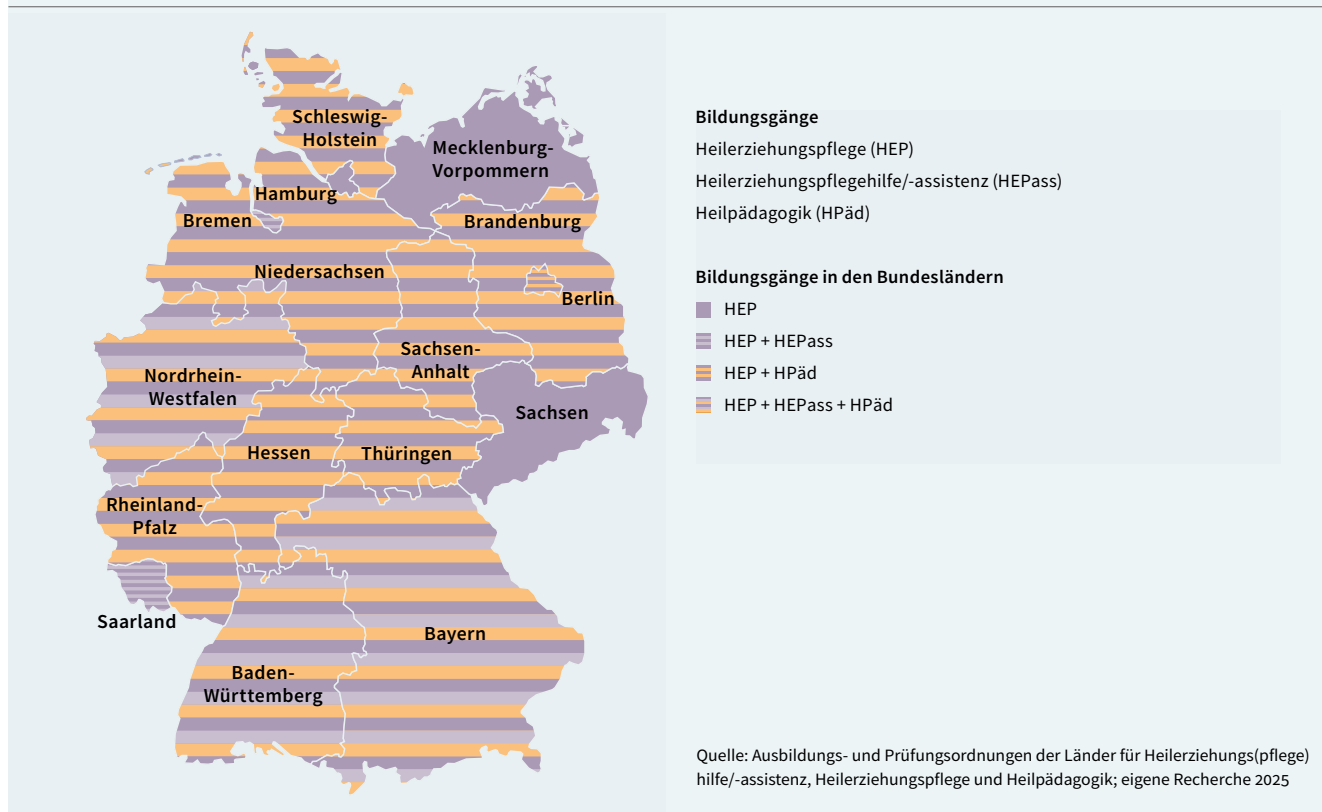 Schleswig-
Holstein
Mecklenburg-
Vorpommern
Hamburg
Bremen
Brandenburg
Niedersachsen
Berlin
Sachsen-
Anhalt
Nordrhein-
Westfalen
Sachsen
Hessen
Thüringen
Rheinland-
Pfalz
Saarland
Bayern
Baden-
Württemberg
Bildungsgänge
Heilerziehungspflege (HEP)
Heilerziehungspflegehilfe/-assistenz (HEPass)
Heilpädagogik (HPäd)
Bildungsgänge in den Bundesländern
HEP
HEP + HEPass
HEP + HPäd
HEP + HEPass + HPäd
Quelle: Ausbildungs- und Prüfungsordnungen der Länder für Heilerziehungs(pflege)
hilfe/-assistenz, Heilerziehungspflege und Heilpädagogik; eigene Recherche 2025